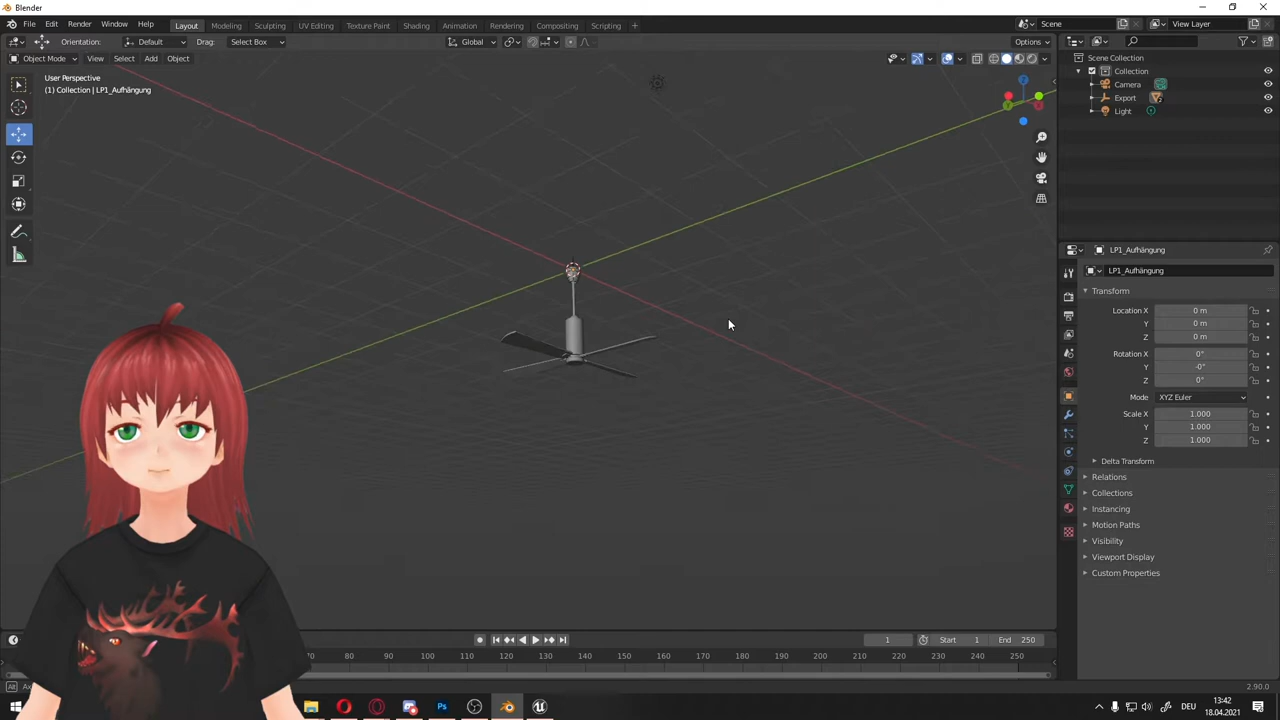 Blender
File Edit Render Window Help
Layout Modeling Sculpting UV Editing Texture Paint Shading Animation Rendering Compositing Scripting +
Scene
View Layer
Orientation: Default Drag: Select Box Global Options
Object Mode View Select Add Object
User Perspective
(1) Collection | LP1_Aufhängung
Scene Collection
Collection
Camera
Export
Light
LP1_Aufhängung
LP1_Aufhängung
Transform
Location X 0 m
Y 0 m
Z 0 m
Rotation X 0°
Y -0°
Z 0°
Mode XYZ Euler
Scale X 1.000
Y 1.000
Z 1.000
Delta Transform
Relations
Collections
Instancing
Motion Paths
Visibility
Viewport Display
Custom Properties
1 Start 1 End 250
80 90 100 110 120 130 140 150 160 170 180 190 200 210 220 230 240 250
Alt
2.90.0
DEU
13:42
18.04.2021